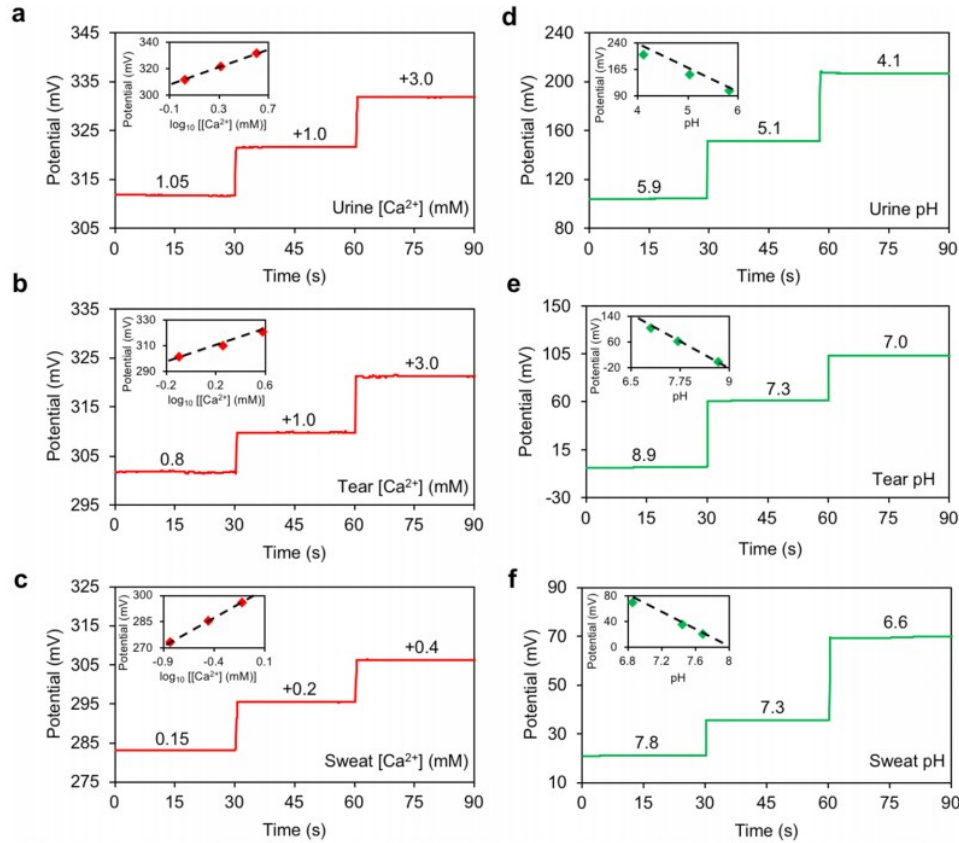 a
345
335
325
315
305
Potential (mV)
340
320
300
Potential (mV)
-0.1 0.3 0.7
log₁₀ [[Ca²⁺] (mM)]
1.05
+1.0
+3.0
Urine [Ca²⁺] (mM)
0 15 30 45 60 75 90
Time (s)
d
240
200
160
120
80
Potential (mV)
240
165
90
Potential (mV)
4 5 6
pH
5.9
5.1
4.1
Urine pH
0 15 30 45 60 75 90
Time (s)
b
335
325
315
305
295
Potential (mV)
330
310
290
Potential (mV)
-0.2 0.2 0.6
log₁₀ [[Ca²⁺] (mM)]
0.8
+1.0
+3.0
Tear [Ca²⁺] (mM)
0 15 30 45 60 75 90
Time (s)
e
150
105
60
15
-30
Potential (mV)
140
60
-20
Potential (mV)
6.5 7.75 9
pH
8.9
7.3
7.0
Tear pH
0 15 30 45 60 75 90
Time (s)
c
325
315
305
295
285
275
Potential (mV)
300
285
270
Potential (mV)
-0.9 -0.4 0.1
log₁₀ [[Ca²⁺] (mM)]
0.15
+0.2
+0.4
Sweat [Ca²⁺] (mM)
0 15 30 45 60 75 90
Time (s)
f
90
70
50
30
10
Potential (mV)
80
40
0
Potential (mV)
6.8 7.2 7.6 8
pH
7.8
7.3
6.6
Sweat pH
0 15 30 45 60 75 90
Time (s)